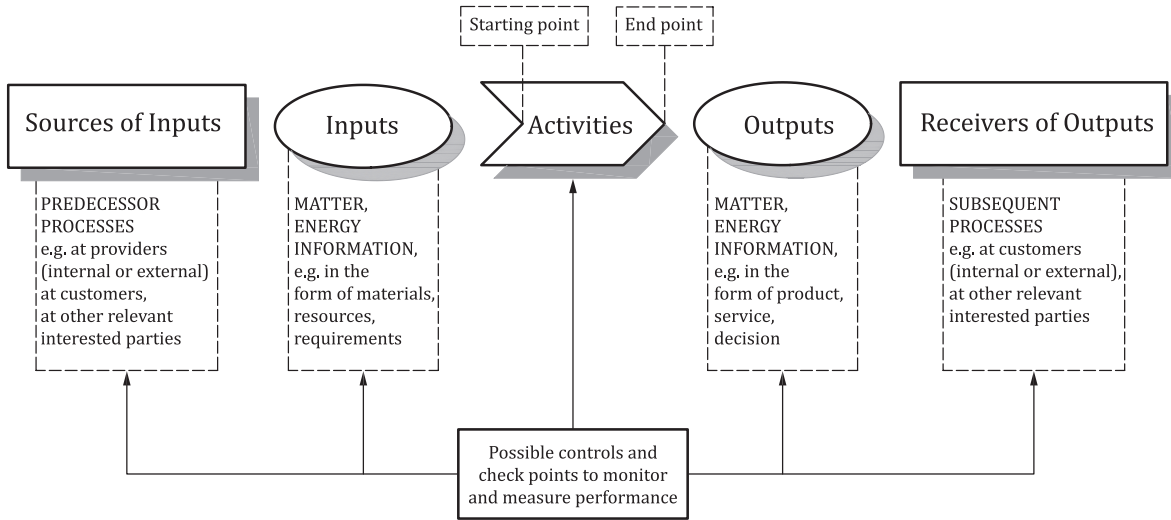 Starting point
End point
Sources of Inputs
Inputs
Activities
Outputs
Receivers of Outputs
PREDECESSOR
PROCESSES
e.g. at providers
(internal or external)
at customers,
at other relevant
interested parties
MATTER,
ENERGY
INFORMATION,
e.g. in the
form of materials,
resources,
requirements
MATTER,
ENERGY
INFORMATION,
e.g. in the
form of product,
service,
decision
SUBSEQUENT
PROCESSES
e.g. at customers
(internal or external),
at other relevant
interested parties
Possible controls and
check points to monitor
and measure performance